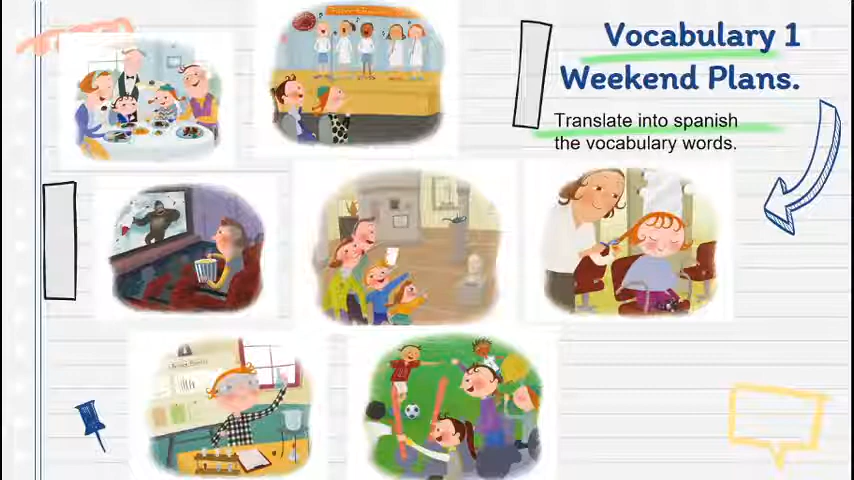 Vocabulary 1
Weekend Plans.
Translate into spanish
the vocabulary words.